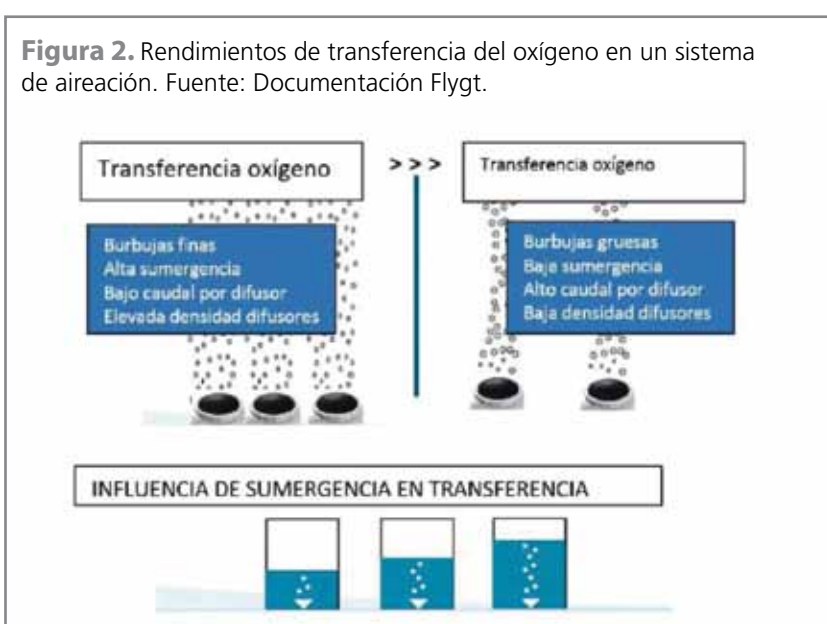 Figura 2. Rendimientos de transferencia del oxígeno en un sistema
de aireación. Fuente: Documentación Flygt.
Transferencia oxígeno
> > >
Transferencia oxígeno
Burbujas finas
Alta sumergencia
Bajo caudal por difusor
Elevada densidad difusores
Burbujas gruesas
Baja sumergencia
Alto caudal por difusor
Baja densidad difusores
INFLUENCIA DE SUMERGENCIA EN TRANSFERENCIA